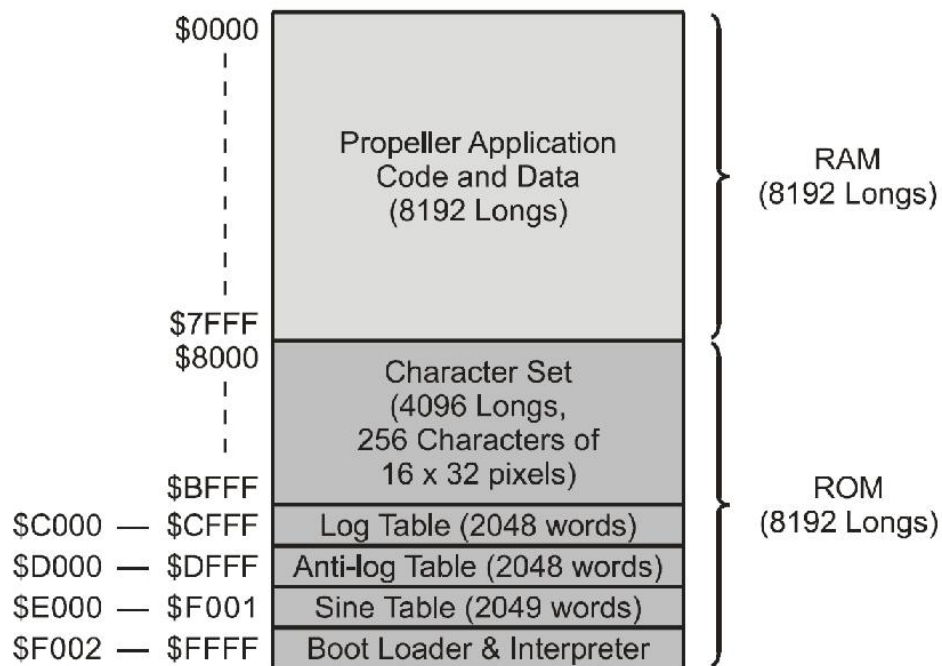 $0000
Propeller Application
Code and Data
(8192 Longs)
RAM
(8192 Longs)
$7FFF
$8000
Character Set
(4096 Longs,
256 Characters of
16 x 32 pixels)
$BFFF
ROM
(8192 Longs)
$C000 — $CFFF Log Table (2048 words)
$D000 — $DFFF Anti-log Table (2048 words)
$E000 — $F001 Sine Table (2049 words)
$F002 — $FFFF Boot Loader & Interpreter